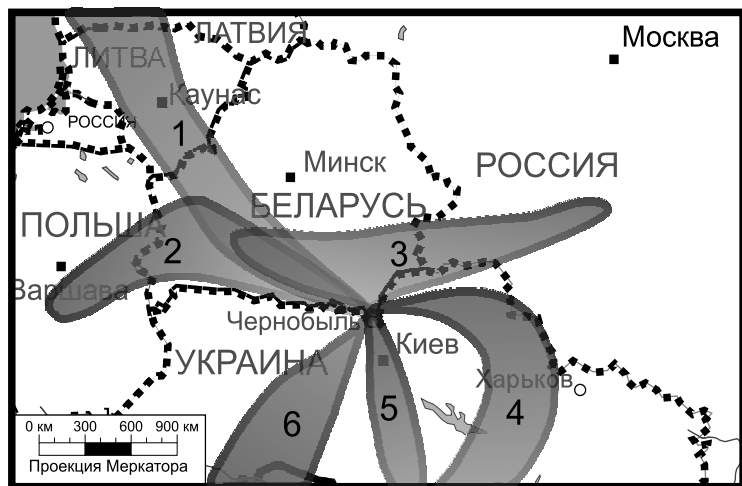 ЛАТВИЯ
Москва
ЛИТВА
Каунас
РОССИЯ
1
Минск
РОССИЯ
БЕЛАРУСЬ
ПОЛЬША
2
3
Варшава
Чернобыль
Киев
УКРАИНА
Харьков
6
5
4
0 км 300 600 900 км
Проекция Меркатора